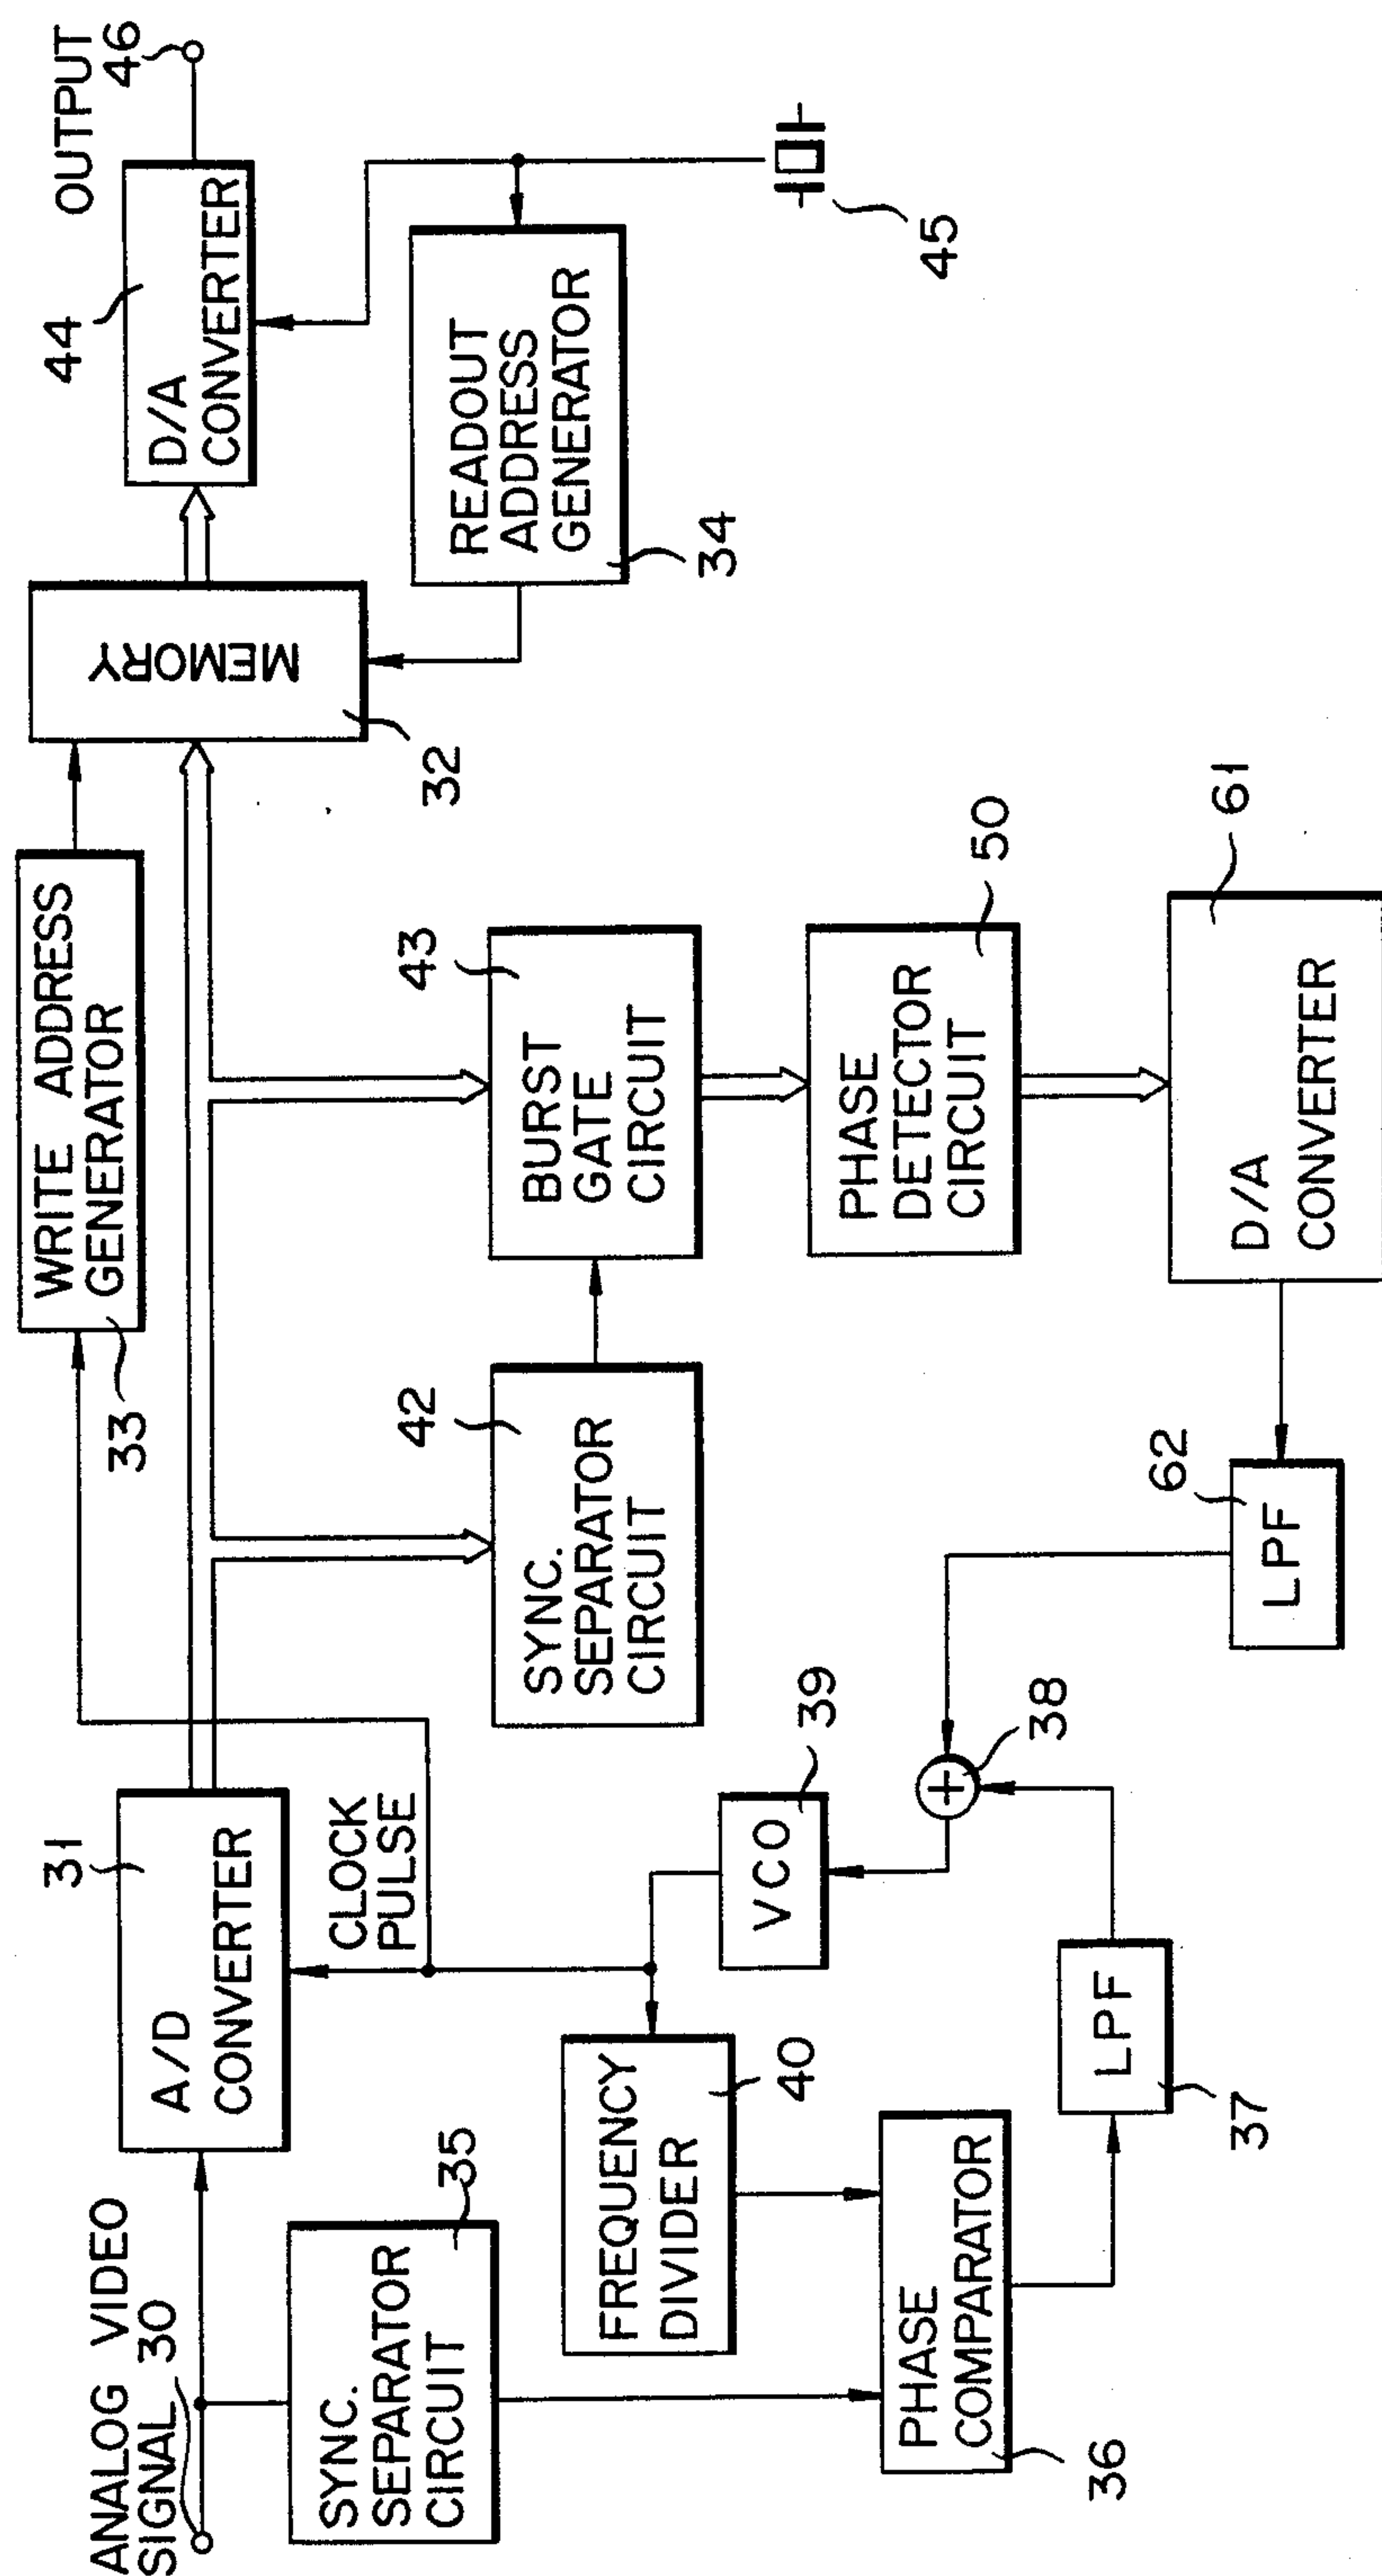 ANALOG VIDEO
SIGNAL 30
31
A/D
CONVERTER
CLOCK
PULSE
33
WRITE ADDRESS
GENERATOR
32
MEMORY
44
D/A
CONVERTER
OUTPUT
46
READOUT
ADDRESS
GENERATOR
34
45
35
SYNC.
SEPARATOR
CIRCUIT
42
SYNC.
SEPARATOR
CIRCUIT
43
BURST
GATE
CIRCUIT
FREQUENCY
DIVIDER
40
VCO
39
PHASE
DETECTOR
CIRCUIT
50
PHASE
COMPARATOR
36
38
LPF
37
62
LPF
61
D/A
CONVERTER